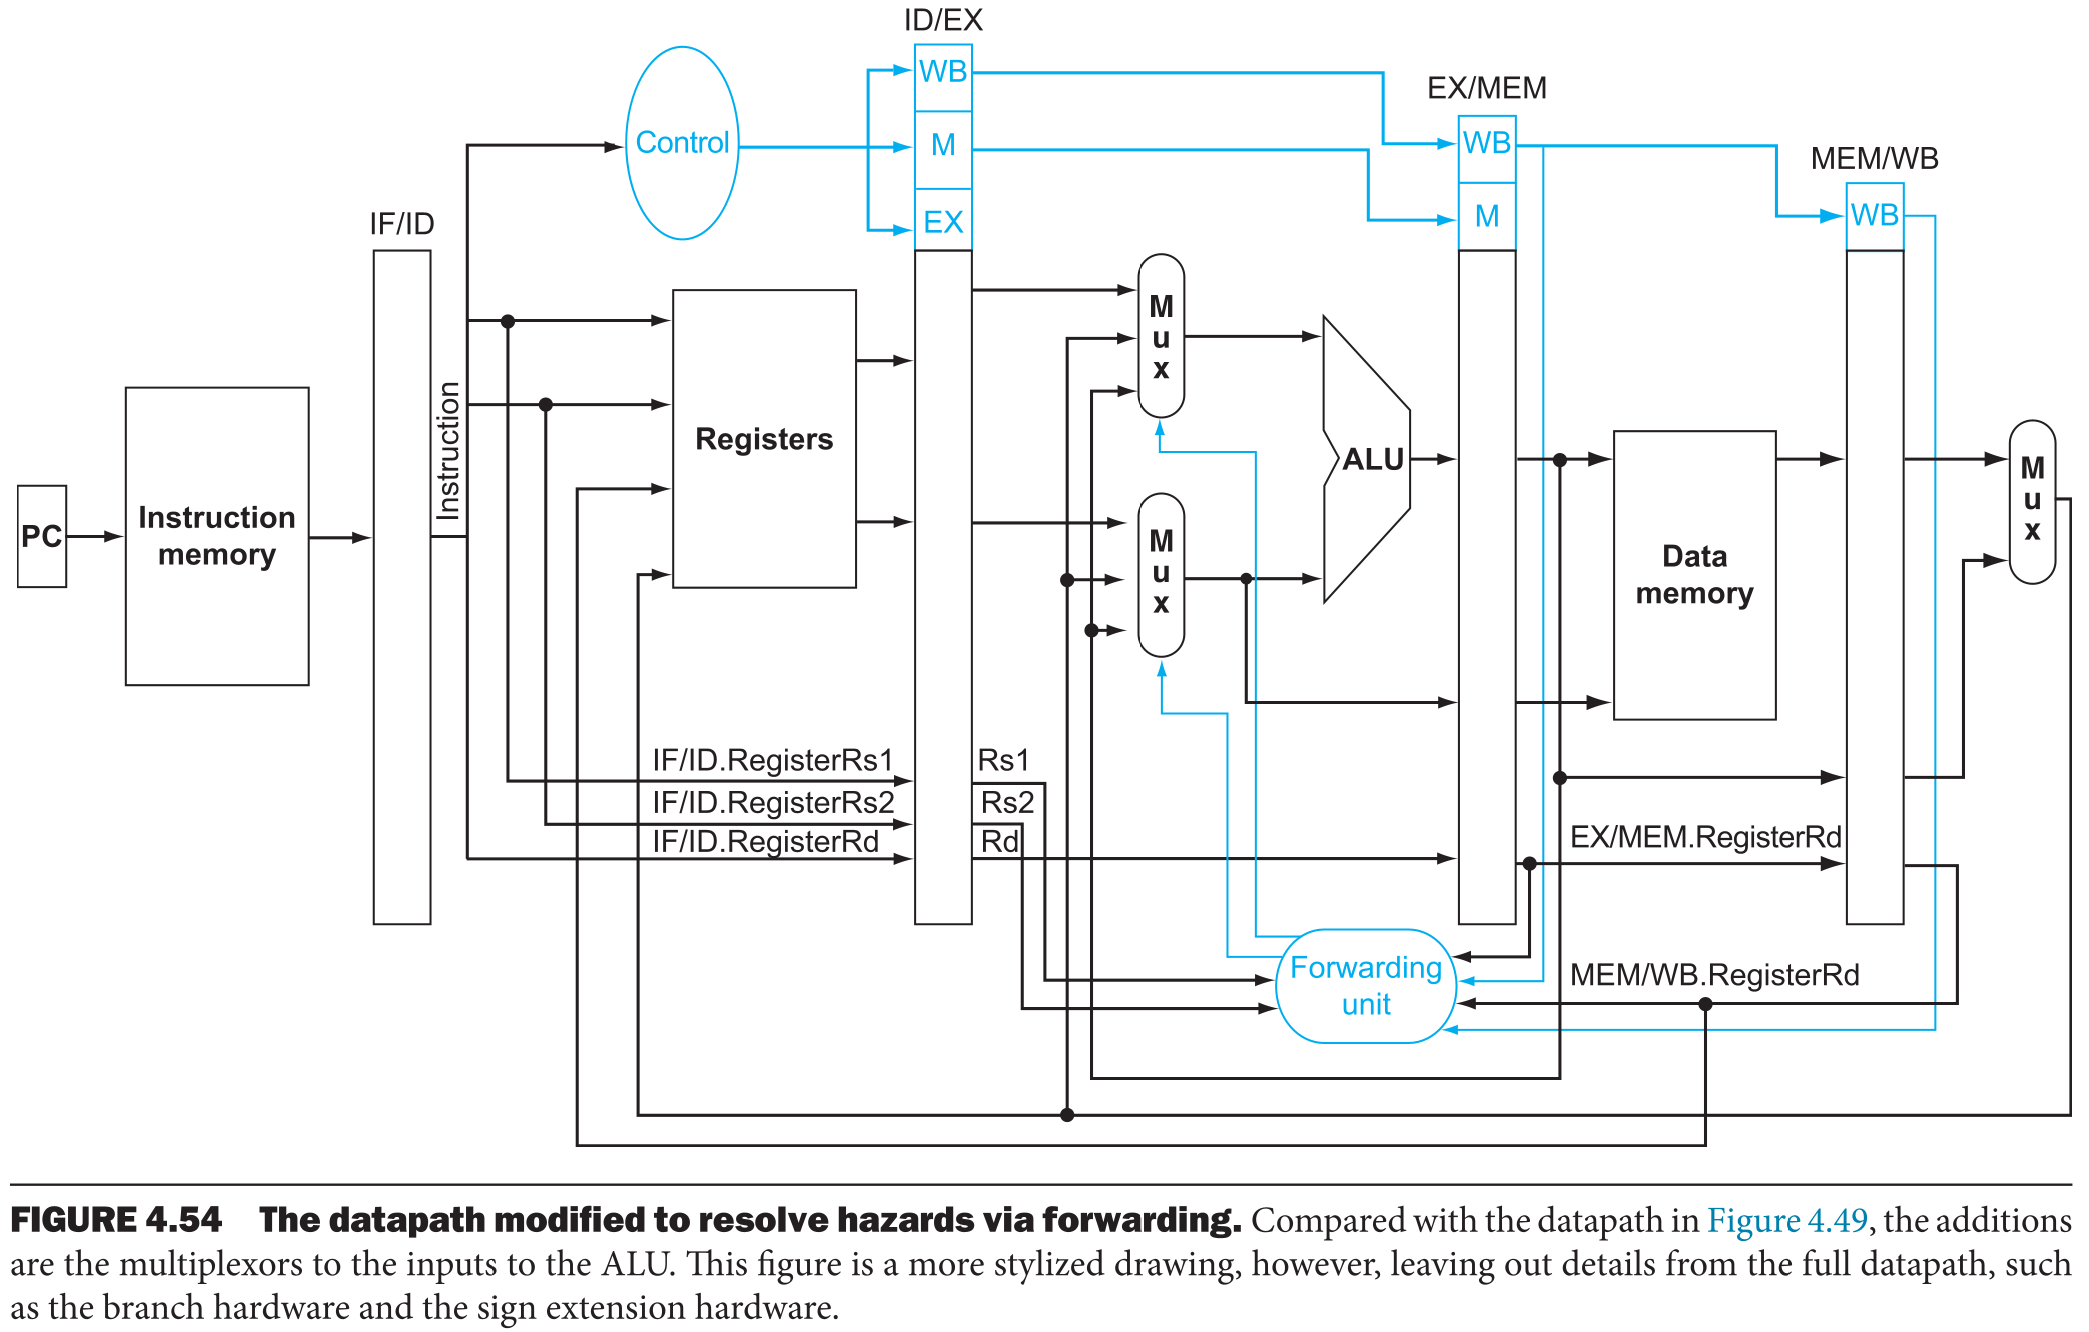 ID/EX
WB
EX/MEM
Control
M
WB
MEM/WB
IF/ID
EX
M
WB
M
u
x
Instruction
Registers
ALU
M
u
x
PC
Instruction
memory
M
u
x
Data
memory
IF/ID.RegisterRs1
Rs1
IF/ID.RegisterRs2
Rs2
IF/ID.RegisterRd
Rd
EX/MEM.RegisterRd
Forwarding
unit
MEM/WB.RegisterRd
FIGURE 4.54 The datapath modified to resolve hazards via forwarding. Compared with the datapath in Figure 4.49, the additions
are the multiplexors to the inputs to the ALU. This figure is a more stylized drawing, however, leaving out details from the full datapath, such
as the branch hardware and the sign extension hardware.